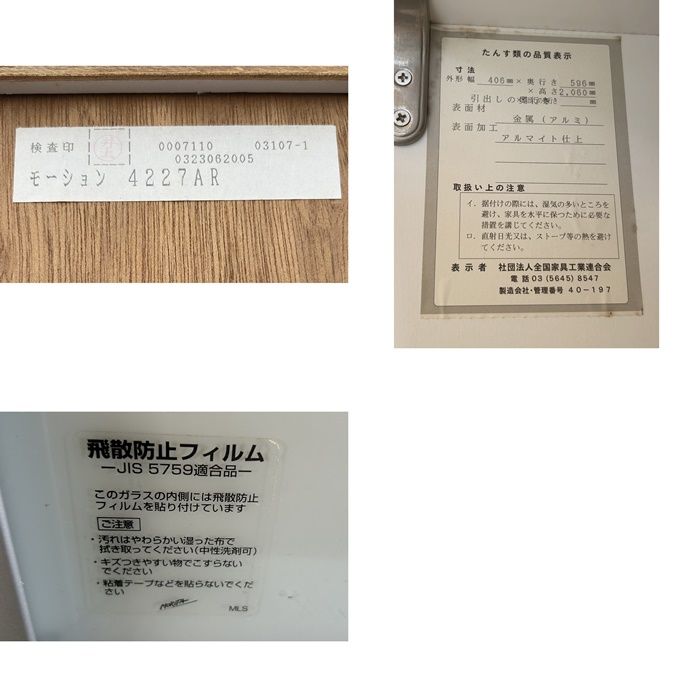 検査印 0007110 03107-1
0323062005
モーション 4227AR
たんす類の品質表示
寸法
外形幅 406mm×奥行き 596mm
×高さ2,060mm
引出しの
表面材 金属(アルミ)
表面加工 アルマイト仕上
取扱い上の注意
イ. 据付けの際には、湿気の多いところを
避け、家具を水平に保つために必要な
措置を講じてください。
ロ. 直射日光又は、ストーブ等の熱を避け
てください。
表示者 社団法人全国家具工業連合会
電話 03(5645)8547
製造会社・管理番号 40-197
飛散防止フィルム
―JIS 5759適合品―
このガラスの内側には飛散防止
フィルムを貼り付けています
ご注意
・汚れはやわらかい湿った布で
拭き取ってください(中性洗剤可)
・キズつきやすい物でこすらない
でください
・粘着テープなどを貼らないでくだ
さい
MORITA
MLS